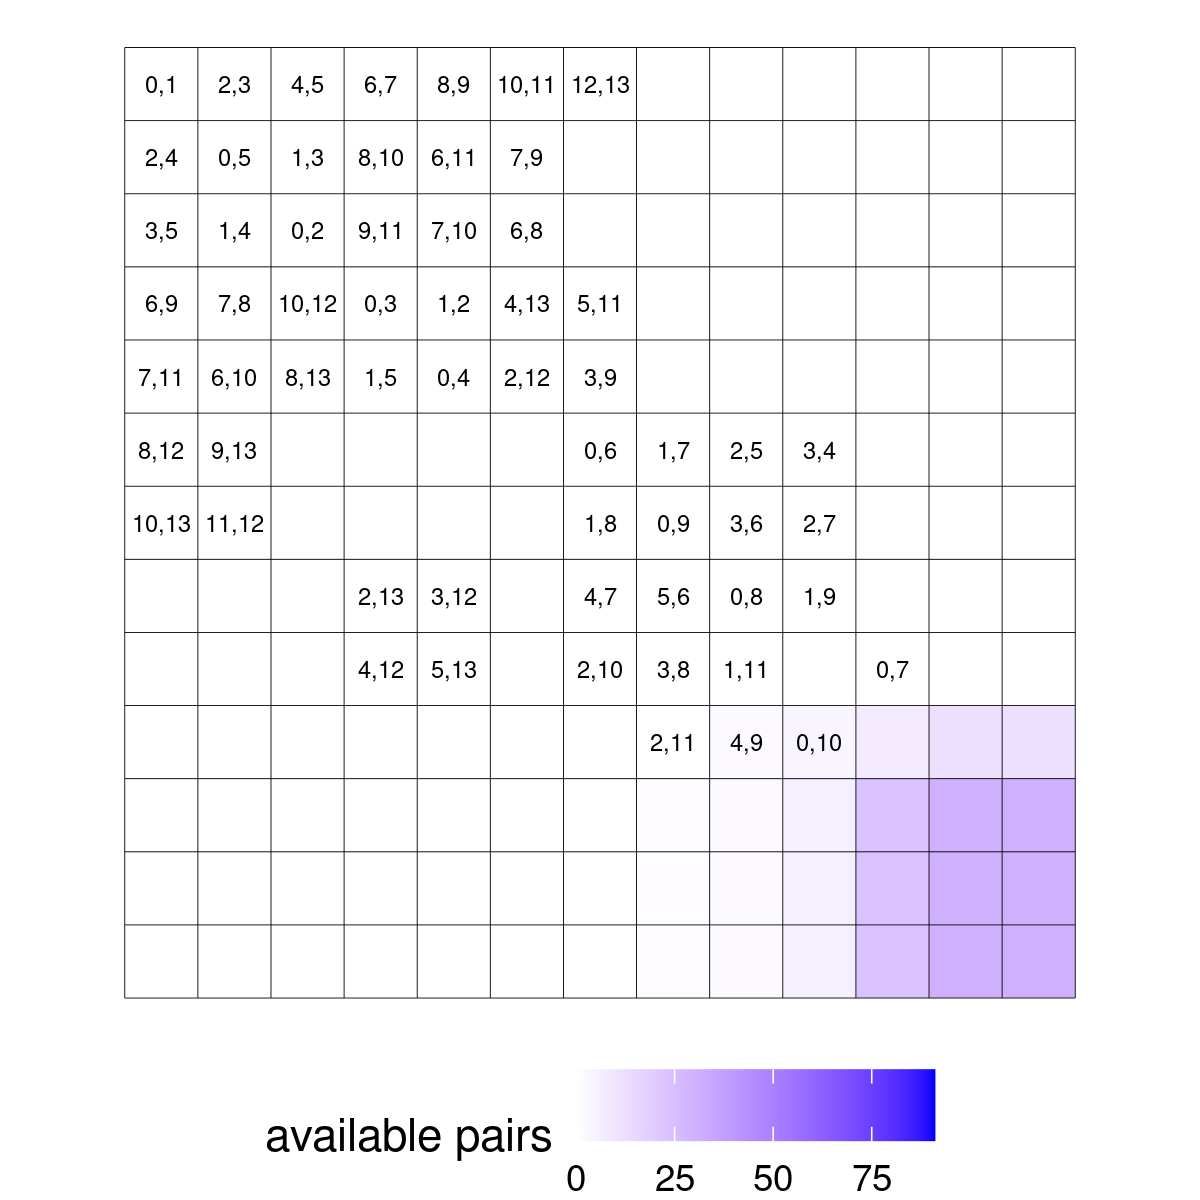 0,1 2,3 4,5 6,7 8,9 10,11 12,13
2,4 0,5 1,3 8,10 6,11 7,9
3,5 1,4 0,2 9,11 7,10 6,8
6,9 7,8 10,12 0,3 1,2 4,13 5,11
7,11 6,10 8,13 1,5 0,4 2,12 3,9
8,12 9,13 0,6 1,7 2,5 3,4
10,13 11,12 1,8 0,9 3,6 2,7
2,13 3,12 4,7 5,6 0,8 1,9
4,12 5,13 2,10 3,8 1,11 0,7
2,11 4,9 0,10
available pairs
0 25 50 75